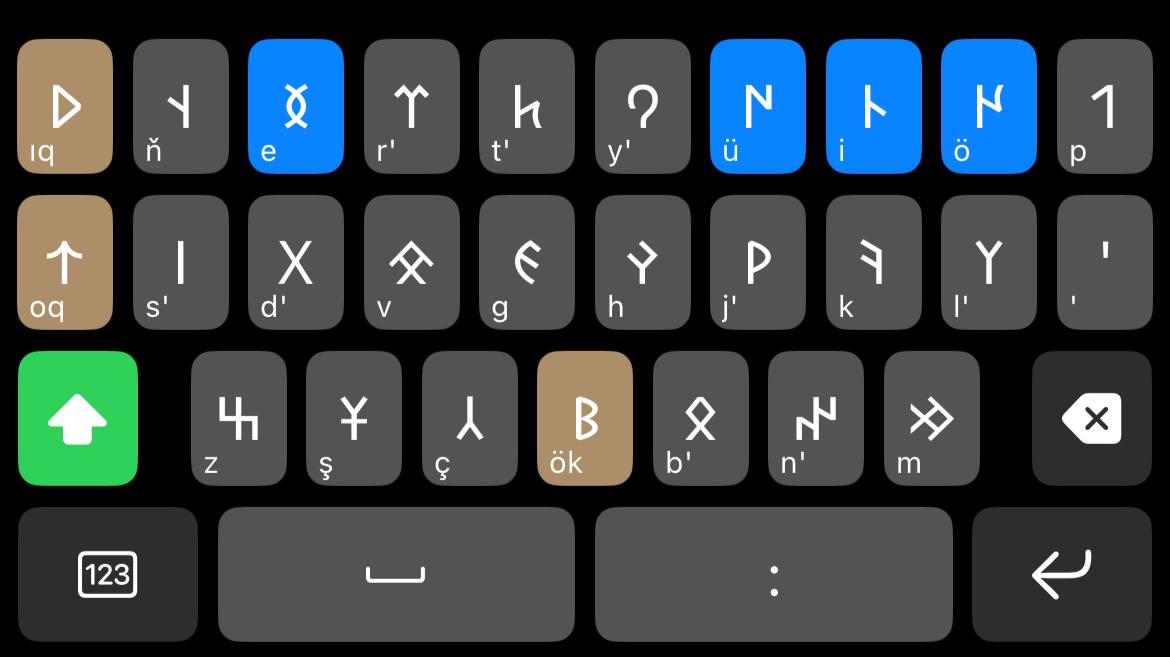 𐰶 𐰭 𐰅 𐰼 𐱅 𐰘 𐰇 𐰄 𐰈 𐰯
ıq ň e r' t' y' ü i ö p
𐰸 𐰾 𐰓 𐰋 𐰏 𐰚 𐰠 '
oq s' d' v g h j' k l' '
𐰔 𐱁 𐰲 𐰜 𐰌 𐰤 𐰢
z ş ç ök b' n' m
123 :